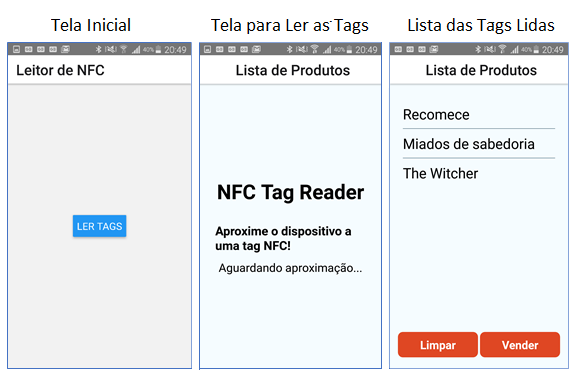 Tela Inicial
40% 20:49
Leitor de NFC
LER TAGS
Tela para Ler as Tags
40% 20:49
Lista de Produtos
NFC Tag Reader
Aproxime o dispositivo a
uma tag NFC!
Aguardando aproximação...
Lista das Tags Lidas
40% 20:49
Lista de Produtos
Recomece
Miados de sabedoria
The Witcher
Limpar
Vender